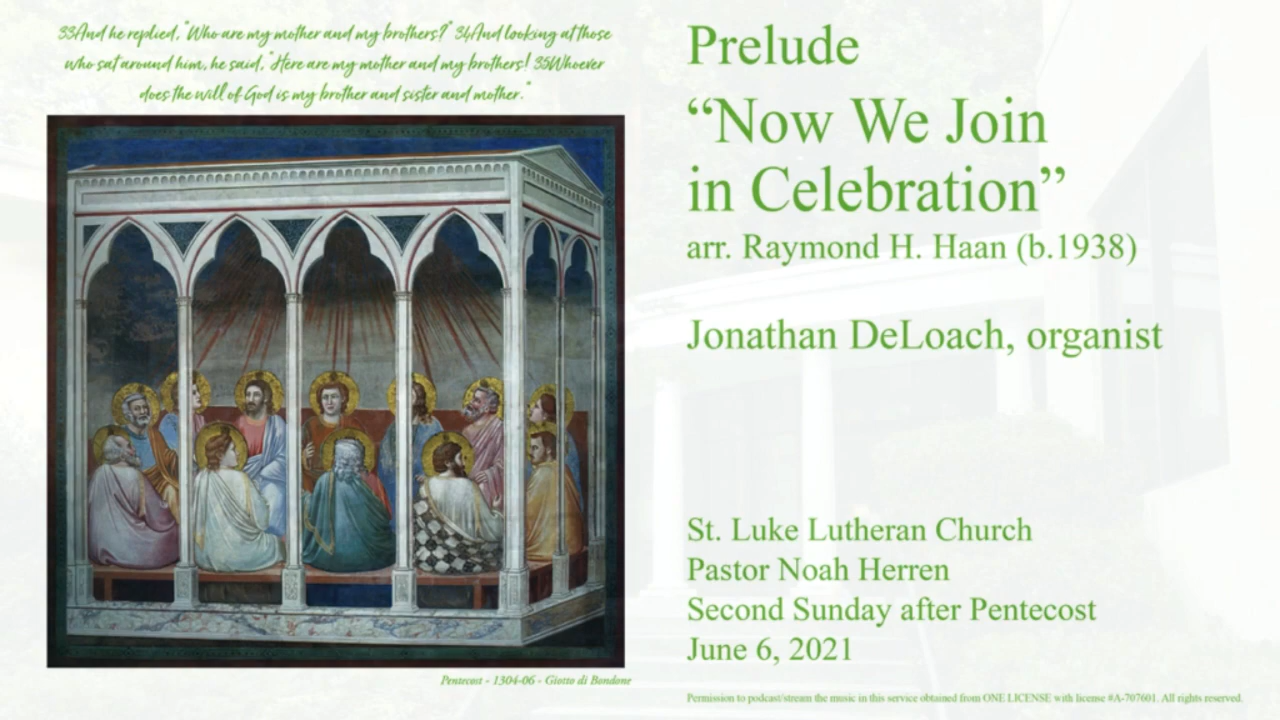 33And he replied, "Who are my mother and my brothers?" 34And looking at those
who sat around him, he said, "Here are my mother and my brothers! 35Whoever
does the will of God is my brother and sister and mother."
Pentecost - 1304-06 - Giotto di Bondone
Prelude
“Now We Join
in Celebration”
arr. Raymond H. Haan (b.1938)
Jonathan DeLoach, organist
St. Luke Lutheran Church
Pastor Noah Herren
Second Sunday after Pentecost
June 6, 2021
Permission to podcast/stream the music in this service obtained from ONE LICENSE with license #A-707601. All rights reserved.